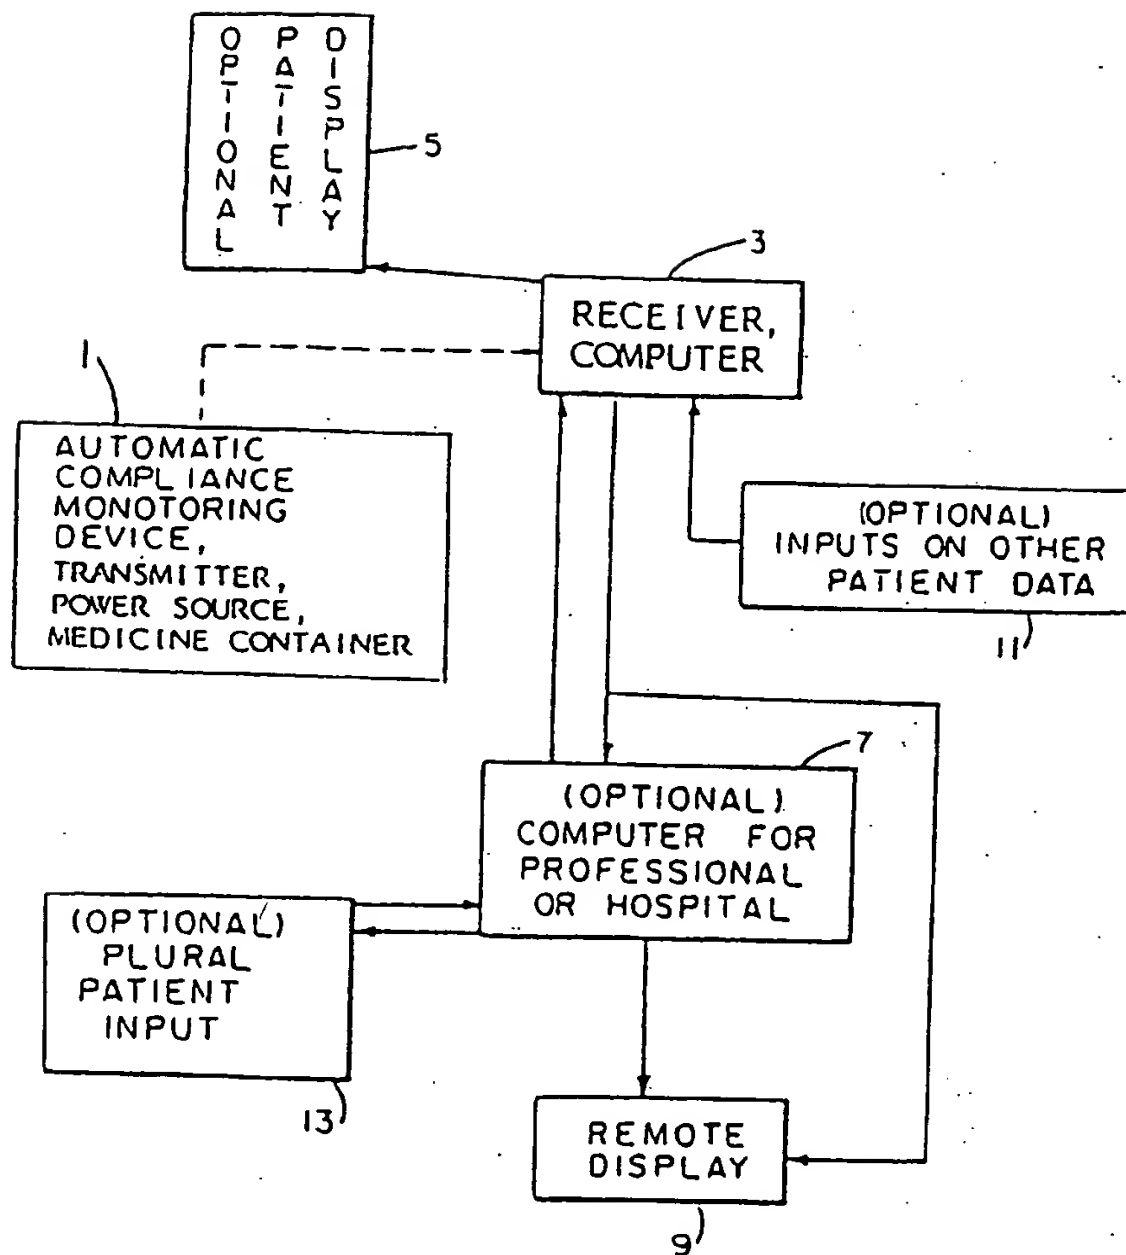 OPTIONAL
PATIENT
DISPLAY
5
3
RECEIVER,
COMPUTER
1
AUTOMATIC
COMPLIANCE
MONOTORING
DEVICE,
TRANSMITTER,
POWER SOURCE,
MEDICINE CONTAINER
(OPTIONAL)
INPUTS ON OTHER
PATIENT DATA
11
7
(OPTIONAL)
COMPUTER FOR
PROFESSIONAL
OR HOSPITAL
(OPTIONAL)
PLURAL
PATIENT
INPUT
13
REMOTE
DISPLAY
9